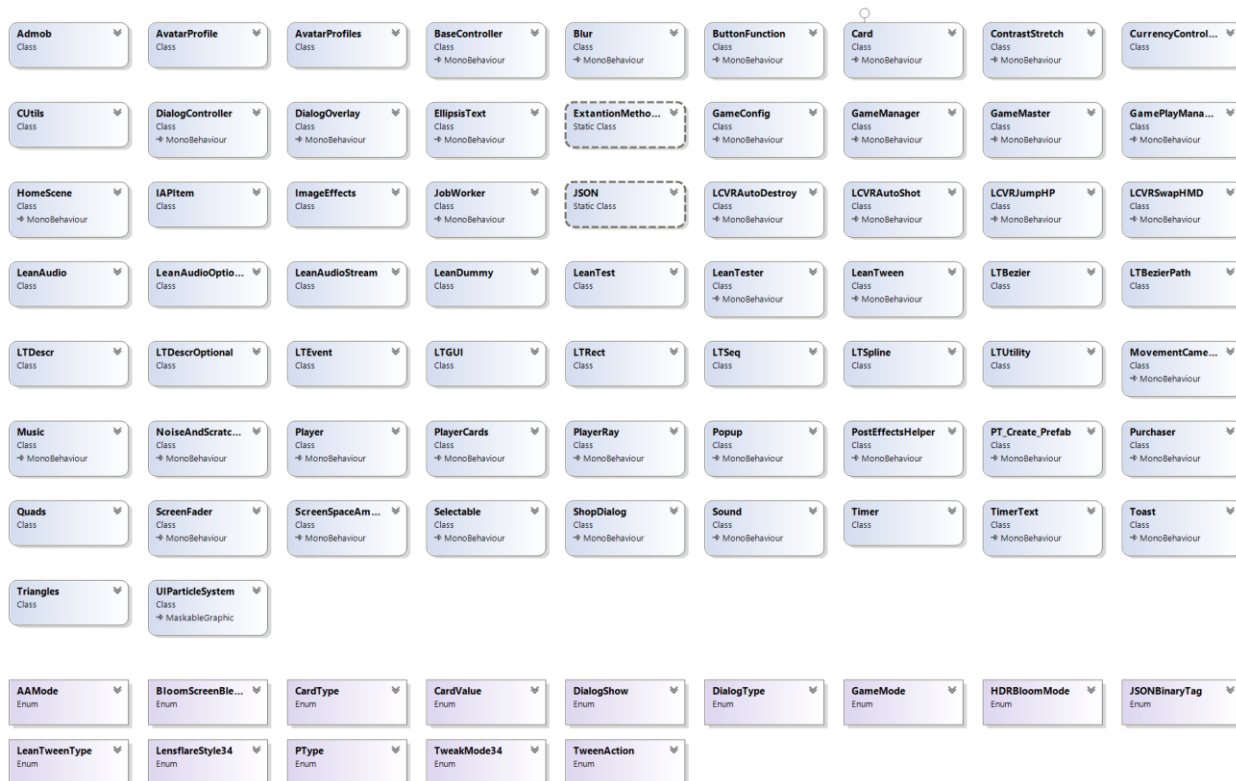 Admob
Class
AvatarProfile
Class
AvatarProfiles
Class
BaseController
Class
MonoBehaviour
Blur
Class
MonoBehaviour
ButtonFunction
Class
MonoBehaviour
Card
Class
MonoBehaviour
ContrastStretch
Class
MonoBehaviour
CurrencyControl...
Class
CUtils
Class
DialogController
Class
MonoBehaviour
DialogOverlay
Class
MonoBehaviour
EllipsisText
Class
MonoBehaviour
ExtantionMetho...
Static Class
GameConfig
Class
MonoBehaviour
GameManager
Class
MonoBehaviour
GameMaster
Class
MonoBehaviour
GamePlayMana...
Class
MonoBehaviour
HomeScene
Class
MonoBehaviour
IAPItem
Class
ImageEffects
Class
JobWorker
Class
MonoBehaviour
JSON
Static Class
LCVRAutoDestroy
Class
MonoBehaviour
LCVRAutoShot
Class
MonoBehaviour
LCVRJumpHP
Class
MonoBehaviour
LCVRSwapHMD
Class
MonoBehaviour
LeanAudio
Class
LeanAudioOptio...
Class
LeanAudioStream
Class
LeanDummy
Class
LeanTest
Class
LeanTester
Class
MonoBehaviour
LeanTween
Class
MonoBehaviour
LTBezier
Class
LTBezierPath
Class
LTDescr
Class
LTDescrOptional
Class
LTEvent
Class
LTGUI
Class
LTRect
Class
LTSeq
Class
LTSpline
Class
LTUtility
Class
MovementCame...
Class
MonoBehaviour
Music
Class
MonoBehaviour
NoiseAndScratc...
Class
MonoBehaviour
Player
Class
MonoBehaviour
PlayerCards
Class
MonoBehaviour
PlayerRay
Class
MonoBehaviour
Popup
Class
MonoBehaviour
PostEffectsHelper
Class
MonoBehaviour
PT_Create_Prefab
Class
MonoBehaviour
Purchaser
Class
MonoBehaviour
Quads
Class
ScreenFader
Class
MonoBehaviour
ScreenSpaceAm...
Class
MonoBehaviour
Selectable
Class
MonoBehaviour
ShopDialog
Class
MonoBehaviour
Sound
Class
MonoBehaviour
Timer
Class
TimerText
Class
MonoBehaviour
Toast
Class
MonoBehaviour
Triangles
Class
UIParticleSystem
Class
MaskableGraphic
AAMode
Enum
BloomScreenBle...
Enum
CardType
Enum
CardValue
Enum
DialogShow
Enum
DialogType
Enum
GameMode
Enum
HDRBloomMode
Enum
JSONBinaryTag
Enum
LeanTweenType
Enum
LensflareStyle34
Enum
PType
Enum
TweakMode34
Enum
TweenAction
Enum